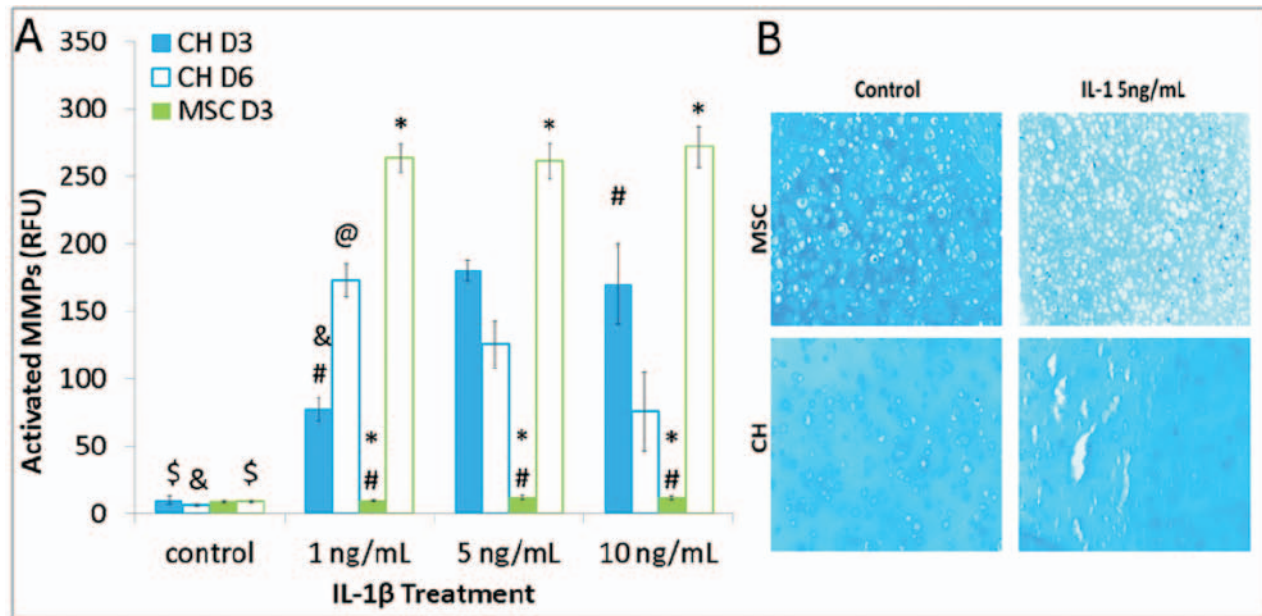 A
350
300
250
200
150
100
50
0
Activated MMPs (RFU)
CH D3
CH D6
MSC D3
$
&
$
&
#
@
*
#
*
*
#
*
#
*
#
*
control
1 ng/mL
5 ng/mL
10 ng/mL
IL-1β Treatment
B
Control
IL-1 5ng/mL
MSC
CH